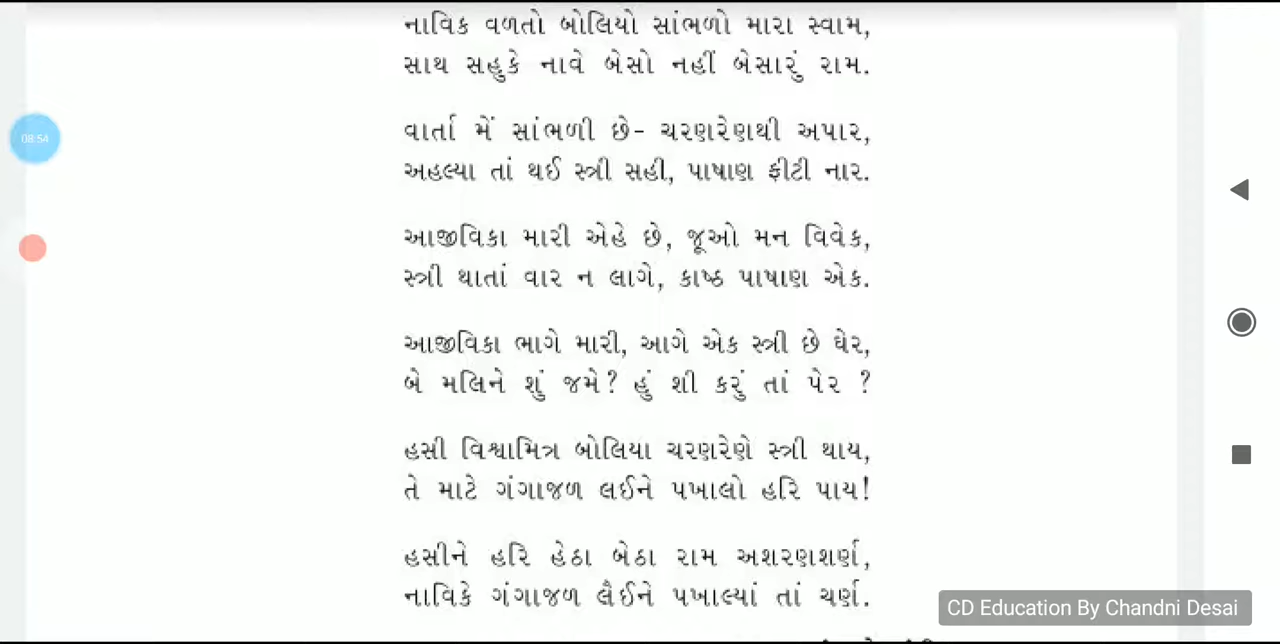 નાવિક વળતો બોલિયો સાંભળો મારા સ્વામ,
સાથ સહુકે નાવે બેસો નહીં બેસારું રામ.
વાર્તા મેં સાંભળી છે- ચરણરેણથી અપાર,
અહલ્યા તાં થઈ સ્ત્રી સહી, પાષાણ ફીટી નાર.
આજીવિકા મારી એહે છે, જૂઓ મન વિવેક,
સ્ત્રી થાતાં વાર ન લાગે, કાષ્ઠ પાષાણ એક.
આજીવિકા ભાગે મારી, આગે એક સ્ત્રી છે ઘેર,
બે મલિને શું જમે? હું શી કરું તાં પેર ?
હસી વિશ્વામિત્ર બોલિયા ચરણરેણે સ્ત્રી થાય,
તે માટે ગંગાજળ લઈને પખાલો હરિ પાય!
હસીને હરિ હેઠા બેઠા રામ અશરણશર્ણ,
નાવિકે ગંગાજળ લૈઈને પખાલ્યાં તાં ચર્ણ.
08:54
CD Education By Chandni Desai